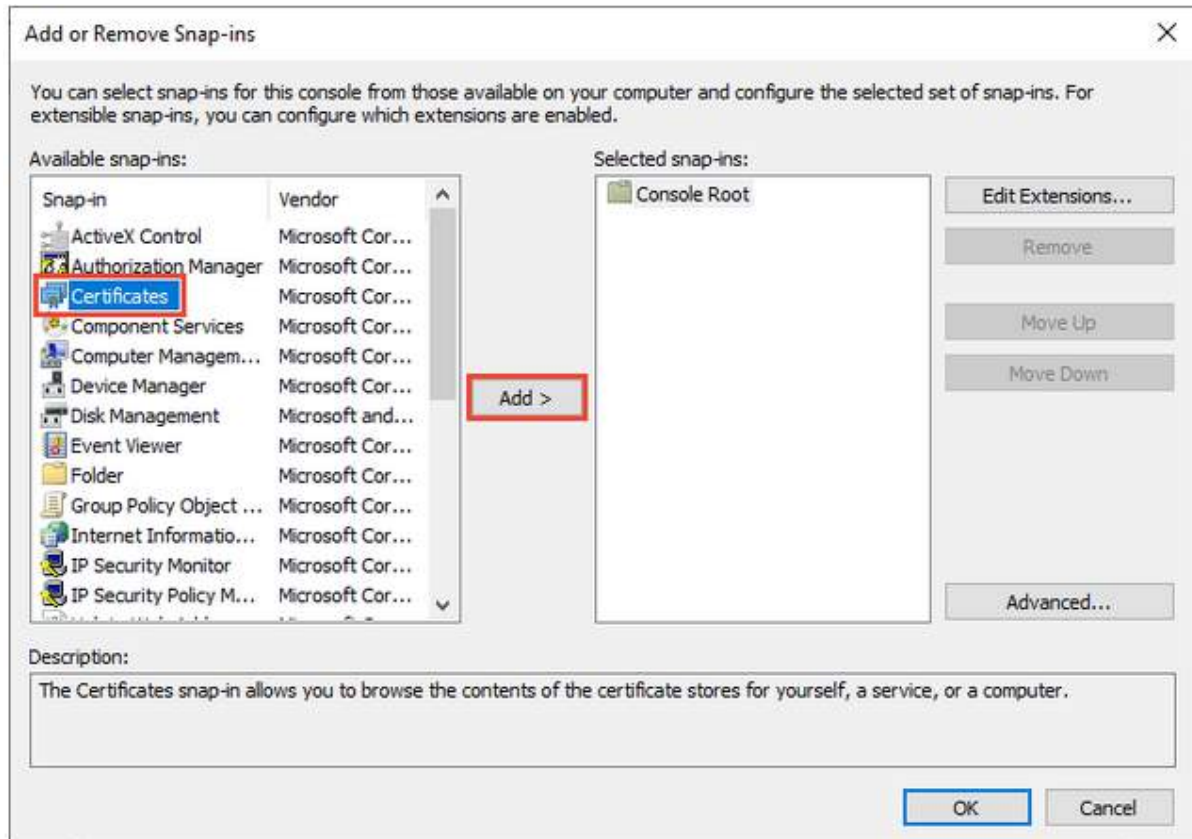 Add or Remove Snap-ins
You can select snap-ins for this console from those available on your computer and configure the selected set of snap-ins. For
extensible snap-ins, you can configure which extensions are enabled.
Available snap-ins:
Selected snap-ins:
Snap-in Vendor
ActiveX Control Microsoft Cor...
Authorization Manager Microsoft Cor...
Certificates Microsoft Cor...
Component Services Microsoft Cor...
Computer Managem... Microsoft Cor...
Device Manager Microsoft Cor...
Disk Management Microsoft and...
Event Viewer Microsoft Cor...
Folder Microsoft Cor...
Group Policy Object ... Microsoft Cor...
Internet Informatio... Microsoft Cor...
IP Security Monitor Microsoft Cor...
IP Security Policy M... Microsoft Cor...
Add >
Console Root
Edit Extensions...
Remove
Move Up
Move Down
Advanced...
Description:
The Certificates snap-in allows you to browse the contents of the certificate stores for yourself, a service, or a computer.
OK Cancel